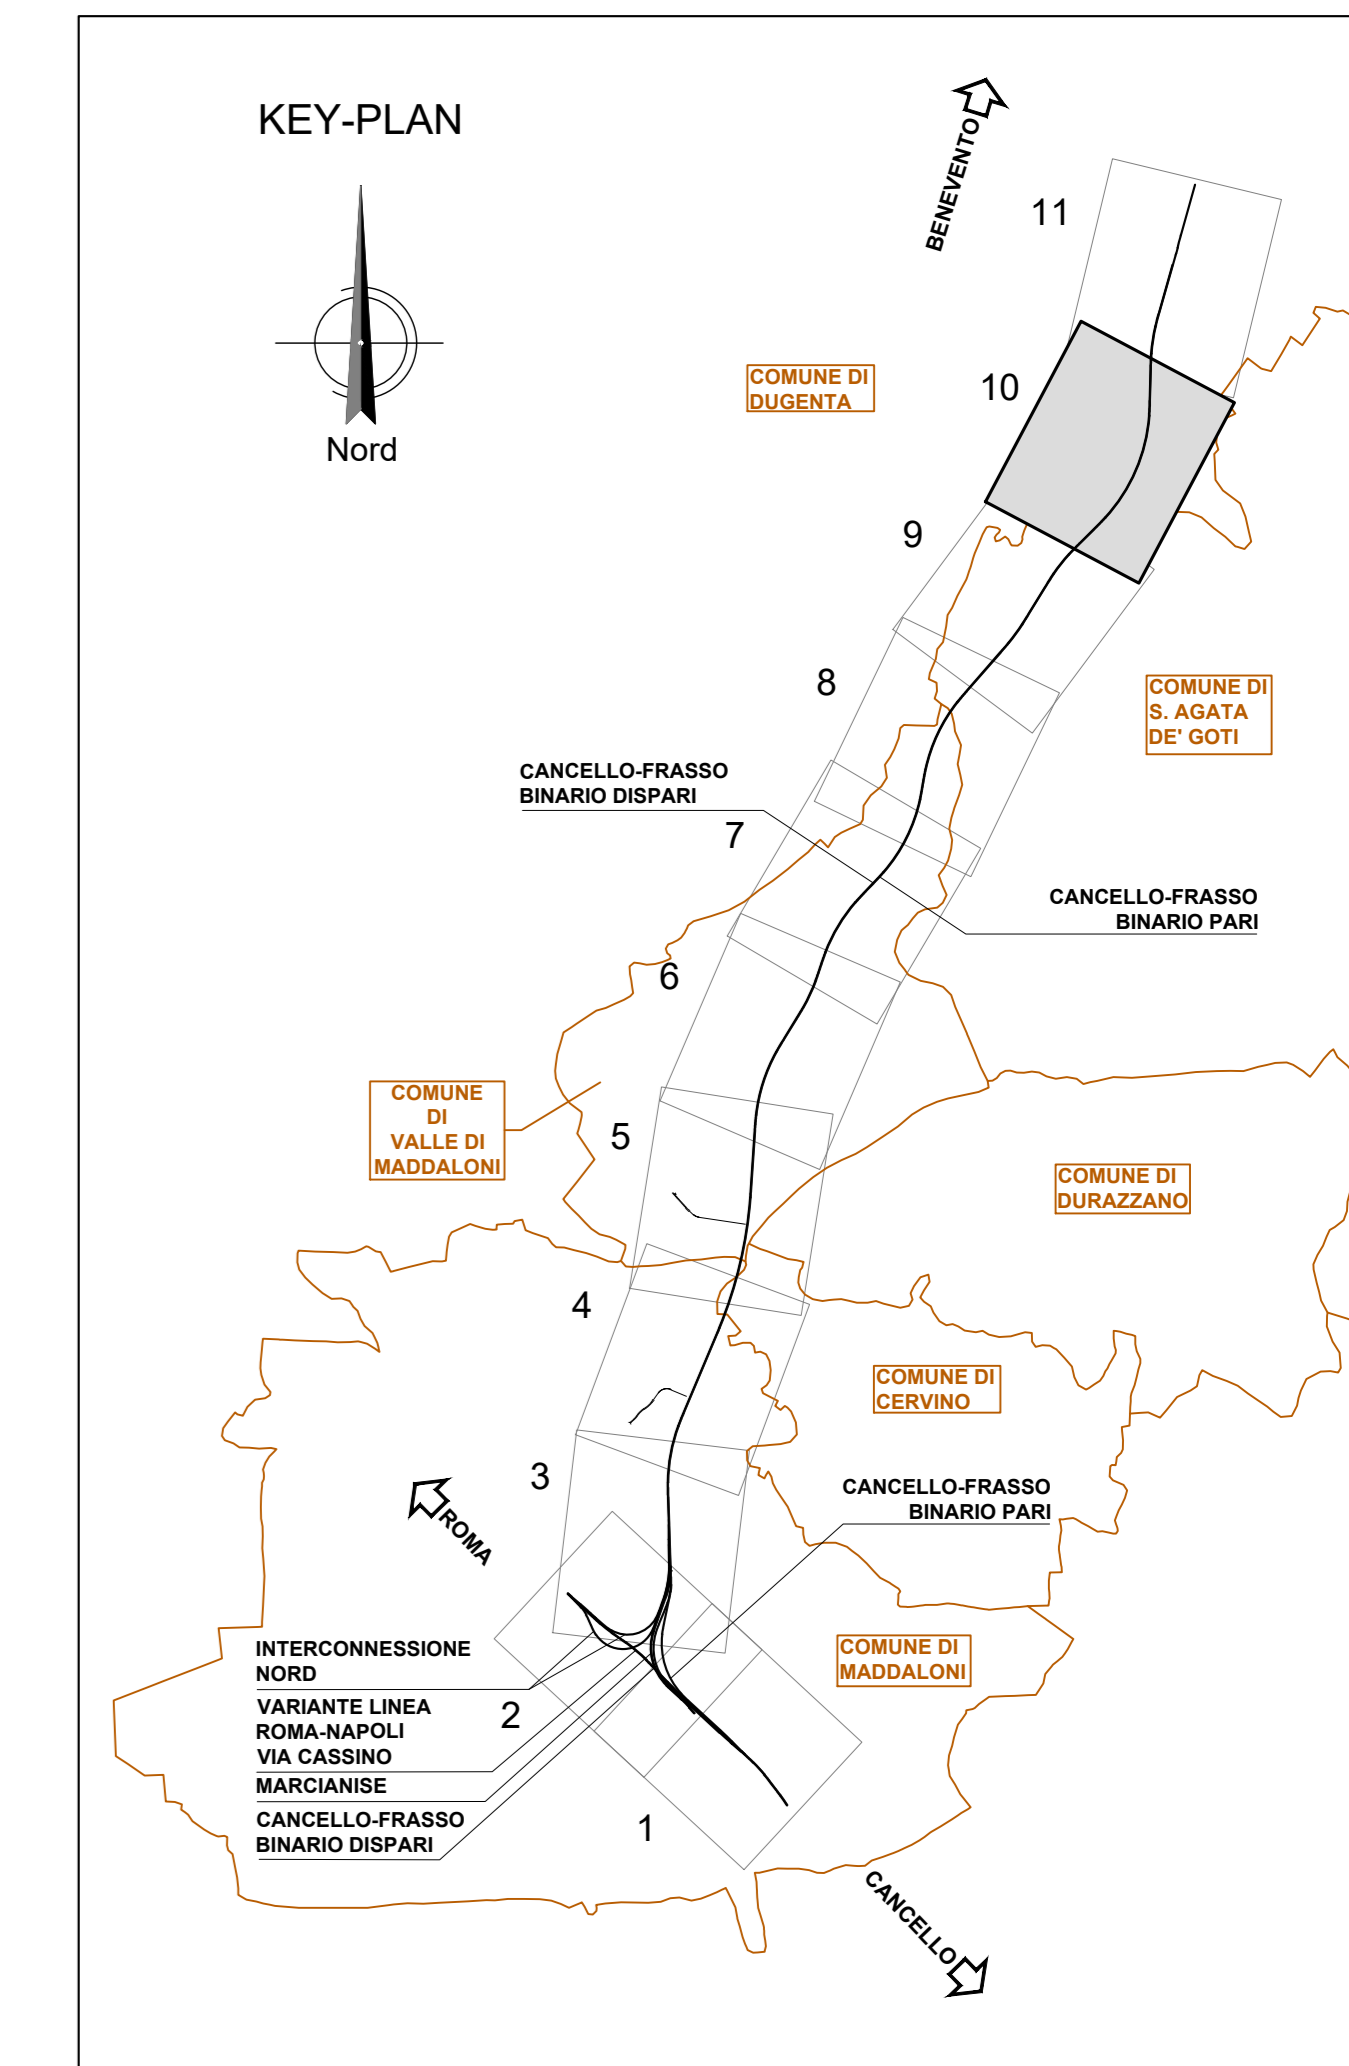 KEY-PLAN
Nord
BENEVENTO
11
10
COMUNE DI
DUGENTA
9
8
COMUNE DI
S. AGATA
DE' GOTI
CANCELLO-FRASSO
BINARIO DISPARI
7
CANCELLO-FRASSO
BINARIO PARI
6
COMUNE
DI
VALLE DI
MADDALONI
5
COMUNE DI
DURAZZANO
4
COMUNE DI
CERVINO
3
CANCELLO-FRASSO
BINARIO PARI
ROMA
COMUNE DI
MADDALONI
INTERCONNESSIONE
NORD
2
VARIANTE LINEA
ROMA-NAPOLI
VIA CASSINO
MARCIANISE
CANCELLO-FRASSO
BINARIO DISPARI
1
CANCELLO